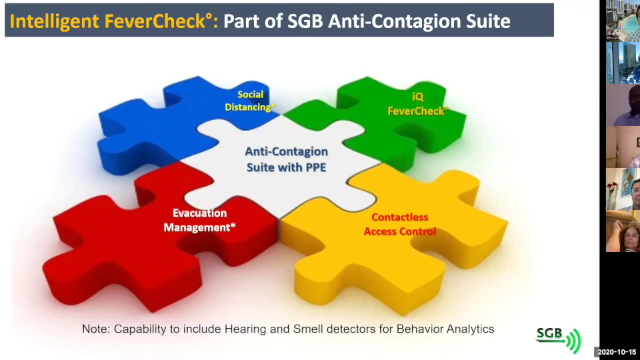 Intelligent FeverCheck°: Part of SGB Anti-Contagion Suite
Social
Distancing*
iQ
FeverCheck°
Anti-Contagion
Suite with PPE
Evacuation
Management*
Contactless
Access Control
Note: Capability to include Hearing and Smell detectors for Behavior Analytics
SGB
2020-10-15